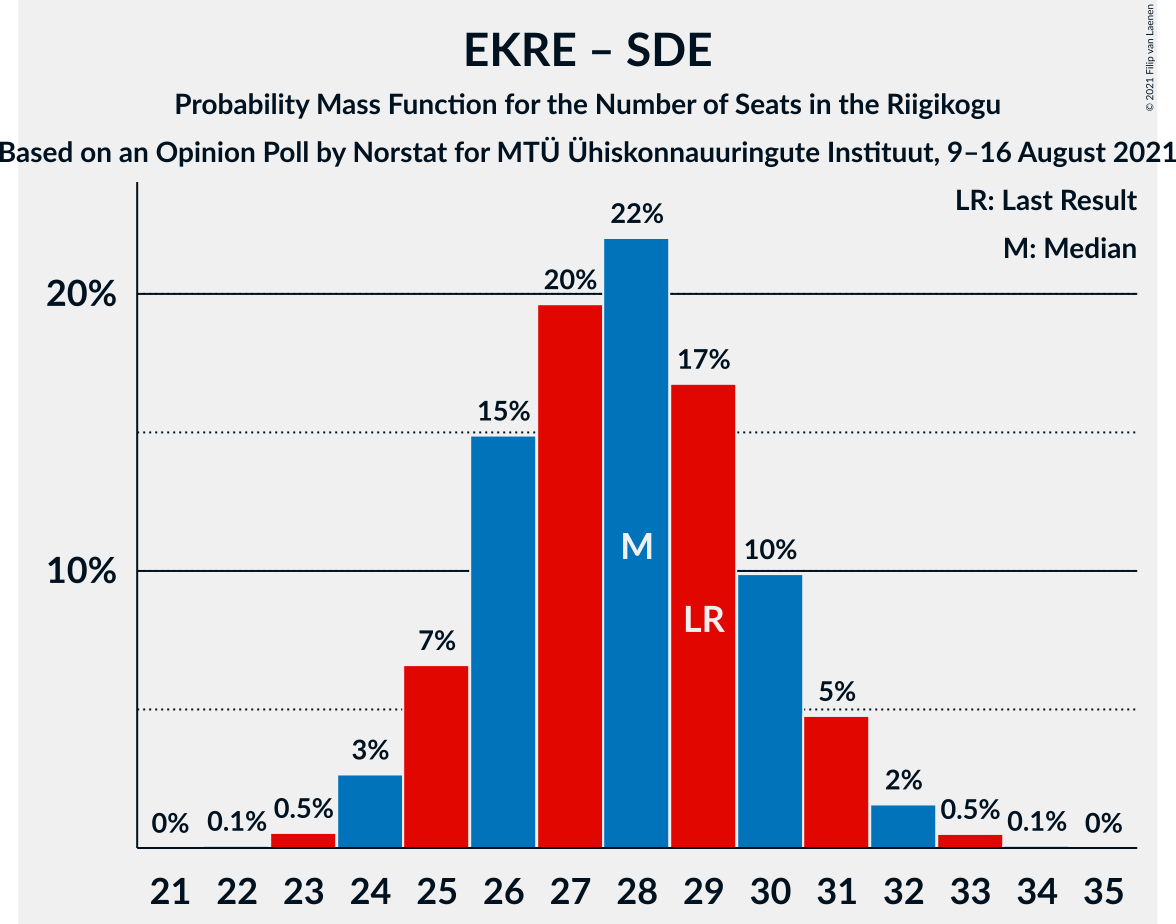 EKRE – SDE
Probability Mass Function for the Number of Seats in the Riigikogu
Based on an Opinion Poll by Norstat for MTÜ Ühiskonnauuringute Instituut, 9–16 August 2021
© 2021 Filip van Laenen
LR: Last Result
M: Median
20%
10%
0%
0.1%
0.5%
3%
7%
15%
20%
22%
17%
10%
5%
2%
0.5%
0.1%
0%
M
LR
21 22 23 24 25 26 27 28 29 30 31 32 33 34 35